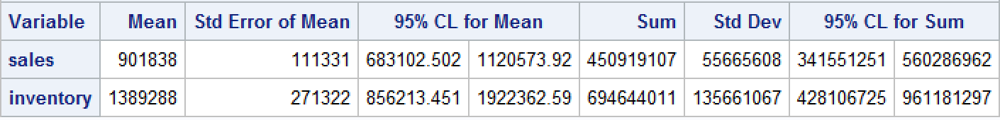 Variable Mean Std Error of Mean 95% CL for Mean Sum Std Dev 95% CL for Sum
sales 901838 111331 683102.502 1120573.92 450919107 55665608 341551251 560286962
inventory 1389288 271322 856213.451 1922362.59 694644011 135661067 428106725 961181297